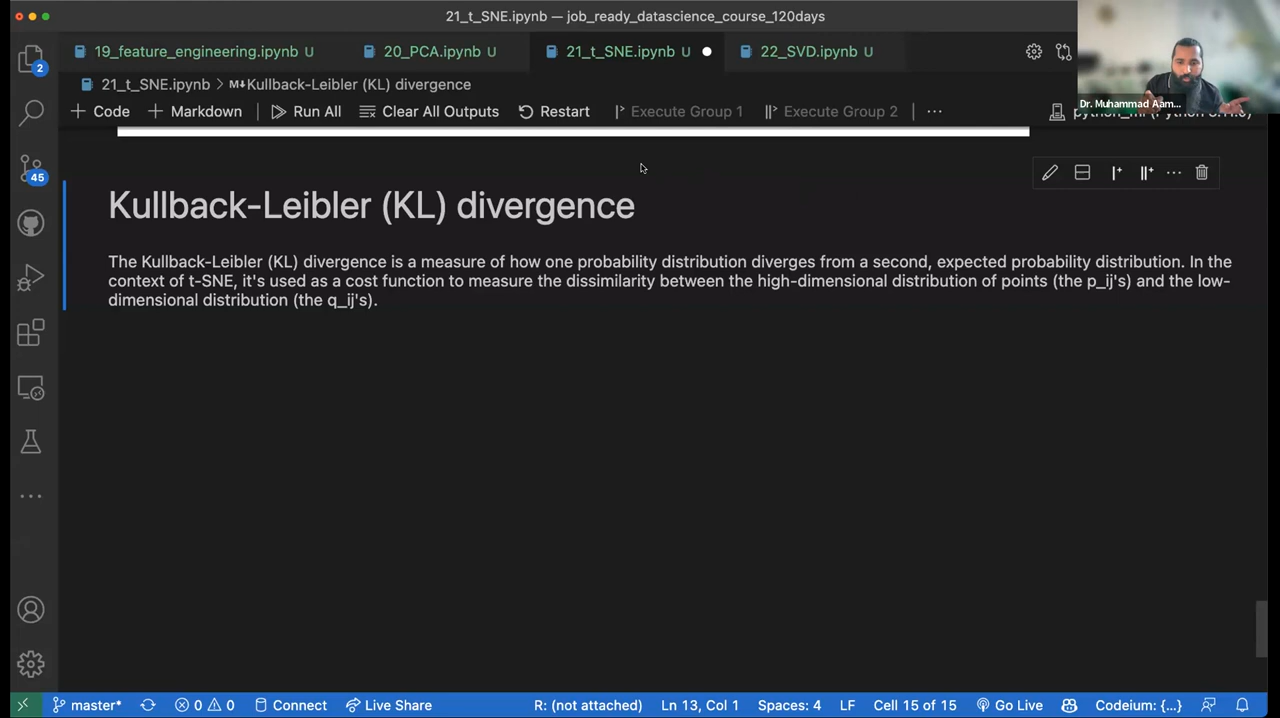 21_t_SNE.ipynb — job_ready_datascience_course_120days
19_feature_engineering.ipynb U
20_PCA.ipynb U
21_t_SNE.ipynb U
22_SVD.ipynb U
Dr. Muhammad Aam...
2
21_t_SNE.ipynb > M↓Kullback-Leibler (KL) divergence
+ Code + Markdown Run All Clear All Outputs Restart Execute Group 1 Execute Group 2 ...
45
Kullback-Leibler (KL) divergence
The Kullback-Leibler (KL) divergence is a measure of how one probability distribution diverges from a second, expected probability distribution. In the
context of t-SNE, it's used as a cost function to measure the dissimilarity between the high-dimensional distribution of points (the p_ij's) and the low-
dimensional distribution (the q_ij's).
master* 0 0 Connect Live Share R: (not attached) Ln 13, Col 1 Spaces: 4 LF Cell 15 of 15 Go Live Codeium: {...}